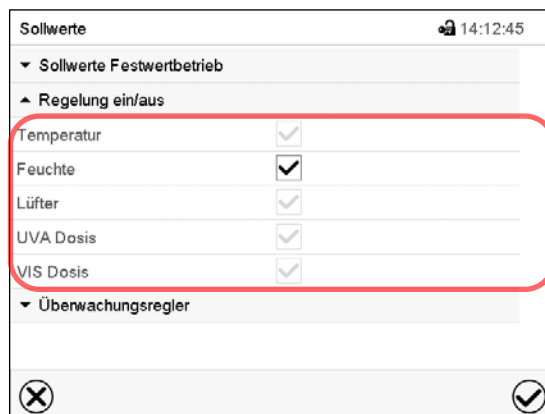 Sollwerte 14:12:45
Sollwerte Festwertbetrieb
Regelung ein/aus
Temperatur
Feuchte
Lüfter
UVA Dosis
VIS Dosis
Überwachungsregler